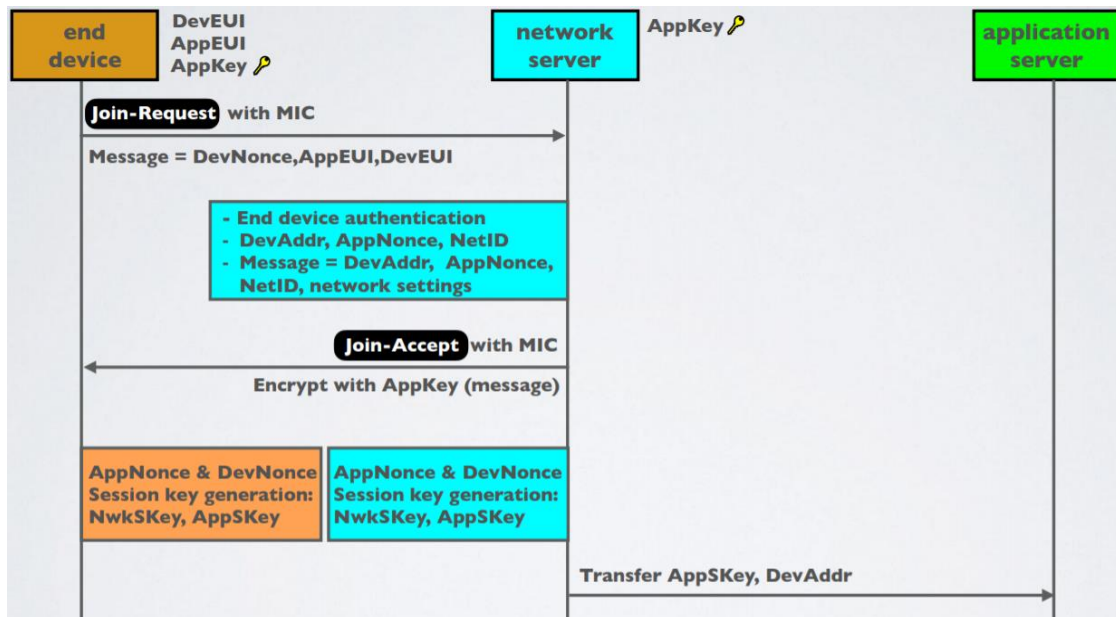 end
device
DevEUI
AppEUI
AppKey
network
server
AppKey
application
server
Join-Request with MIC
Message = DevNonce,AppEUI,DevEUI
- End device authentication
- DevAddr, AppNonce, NetID
- Message = DevAddr, AppNonce,
NetID, network settings
Join-Accept with MIC
Encrypt with AppKey (message)
AppNonce & DevNonce
Session key generation:
NwkSKey, AppSKey
AppNonce & DevNonce
Session key generation:
NwkSKey, AppSKey
Transfer AppSKey, DevAddr